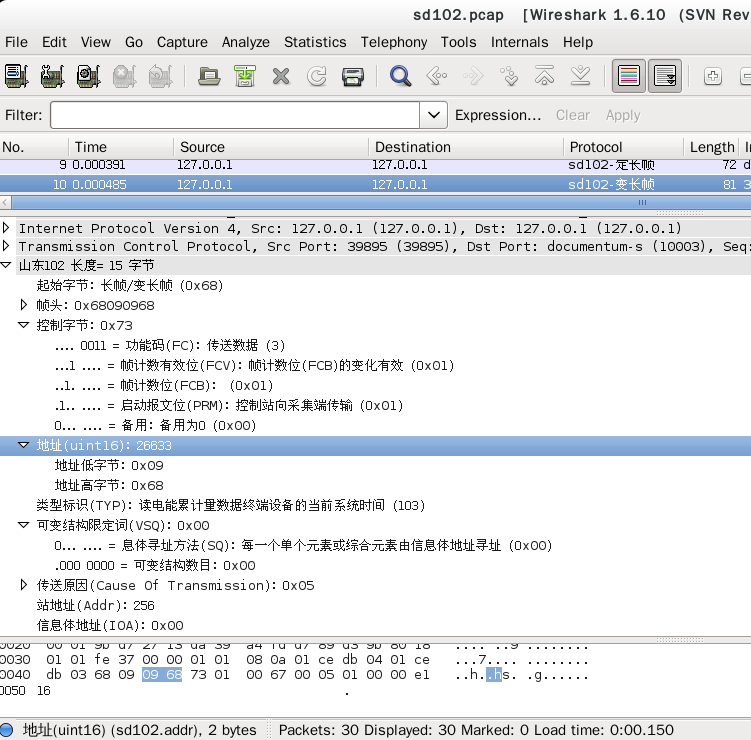 sd102.pcap [Wireshark 1.6.10 (SVN Rev
File Edit View Go Capture Analyze Statistics Telephony Tools Internals Help
Filter: Expression... Clear Apply
No. Time Source Destination Protocol Length
9 0.000391 127.0.0.1 127.0.0.1 sd102-定长帧 72 d
10 0.000485 127.0.0.1 127.0.0.1 sd102-变长帧 81 3
Internet Protocol Version 4, Src: 127.0.0.1 (127.0.0.1), Dst: 127.0.0.1 (127.0.0.1)
Transmission Control Protocol, Src Port: 39895 (39895), Dst Port: documentum-s (10003), Seq:
山东102 长度= 15 字节
起始字节: 长帧/变长帧 (0x68)
帧头: 0x68090968
控制字节: 0x73
.... 0011 = 功能码(FC): 传送数据 (3)
...1 .... = 帧计数有效位(FCV): 帧计数位(FCB)的变化有效 (0x01)
..1. .... = 帧计数位(FCB): (0x01)
.1.. .... = 启动报文位(PRM): 控制站向采集端传输 (0x01)
0... .... = 备用: 备用为0 (0x00)
地址(uint16): 26633
地址低字节: 0x09
地址高字节: 0x68
类型标识(TYP): 读电能累计量数据终端设备的当前系统时间 (103)
可变结构限定词(VSQ): 0x00
0... .... = 息体寻址方法(SQ): 每一个单个元素或综合元素由信息体地址寻址 (0x00)
.000 0000 = 可变结构数目: 0x00
传送原因(Cause Of Transmission): 0x05
站地址(Addr): 256
信息体地址(IOA): 0x00
0020 00 01 9b d7 27 13 da 39 a4 fd d7 89 d3 9b 80 18 ....'..9 ........
0030 01 01 fe 37 00 00 01 01 08 0a 01 ce db 04 01 ce ...7.... ........
0040 db 03 68 09 09 68 73 01 00 67 00 05 01 00 00 e1 ..h..hs. .g......
0050 16 .
地址(uint16) (sd102.addr), 2 bytes Packets: 30 Displayed: 30 Marked: 0 Load time: 0:00.150